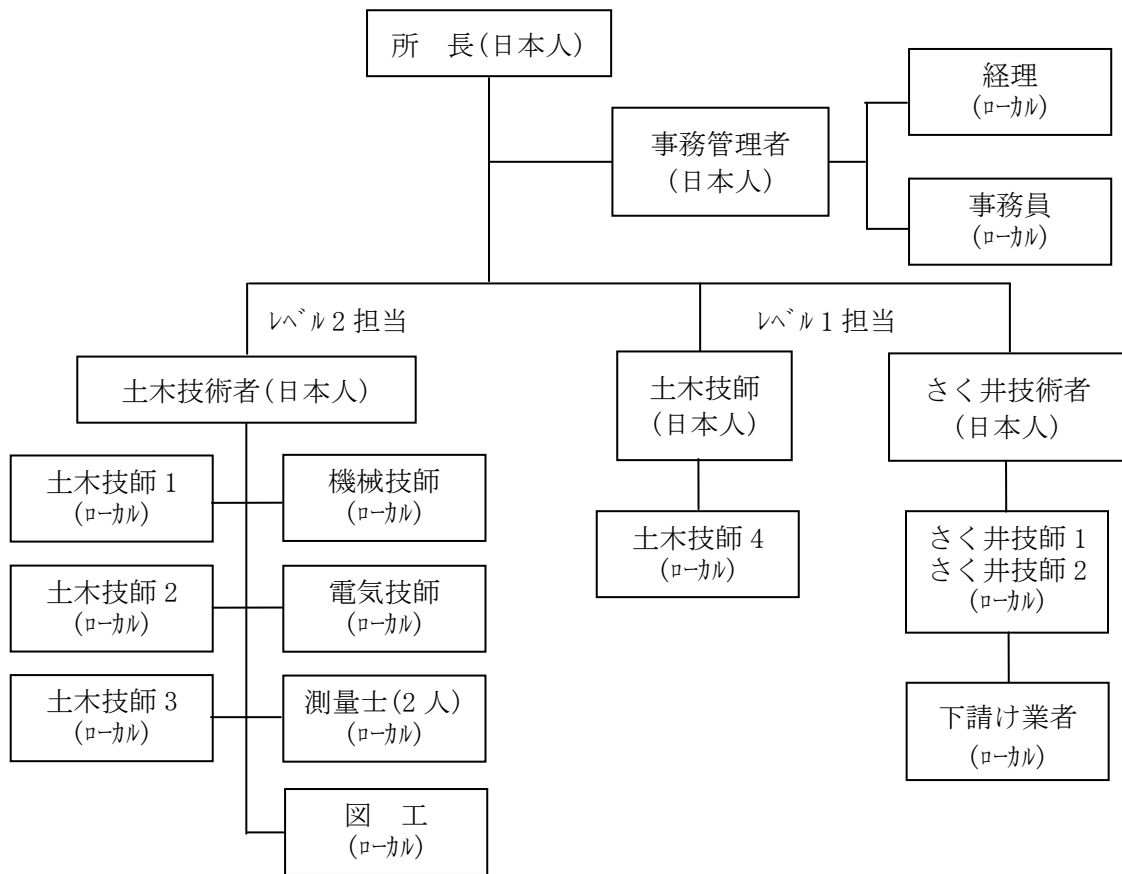 所　長(日本人)
経理
(ﾛｰｶﾙ)
事務管理者
(日本人)
事務員
(ﾛｰｶﾙ)
ﾚﾍﾞﾙ 2 担当
ﾚﾍﾞﾙ 1 担当
土木技術者(日本人)
土木技師
(日本人)
さく井技術者
(日本人)
土木技師 1
(ﾛｰｶﾙ)
機械技師
(ﾛｰｶﾙ)
土木技師 4
(ﾛｰｶﾙ)
さく井技師 1
さく井技師 2
(ﾛｰｶﾙ)
土木技師 2
(ﾛｰｶﾙ)
電気技師
(ﾛｰｶﾙ)
土木技師 3
(ﾛｰｶﾙ)
測量士(2 人)
(ﾛｰｶﾙ)
下請け業者
(ﾛｰｶﾙ)
図　工
(ﾛｰｶﾙ)